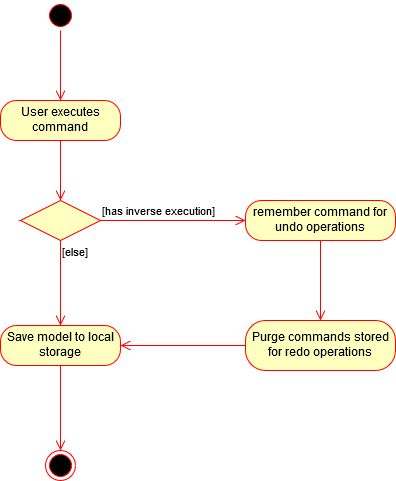 User executes
command
[has inverse execution]
remember command for
undo operations
[else]
Save model to local
storage
Purge commands stored
for redo operations